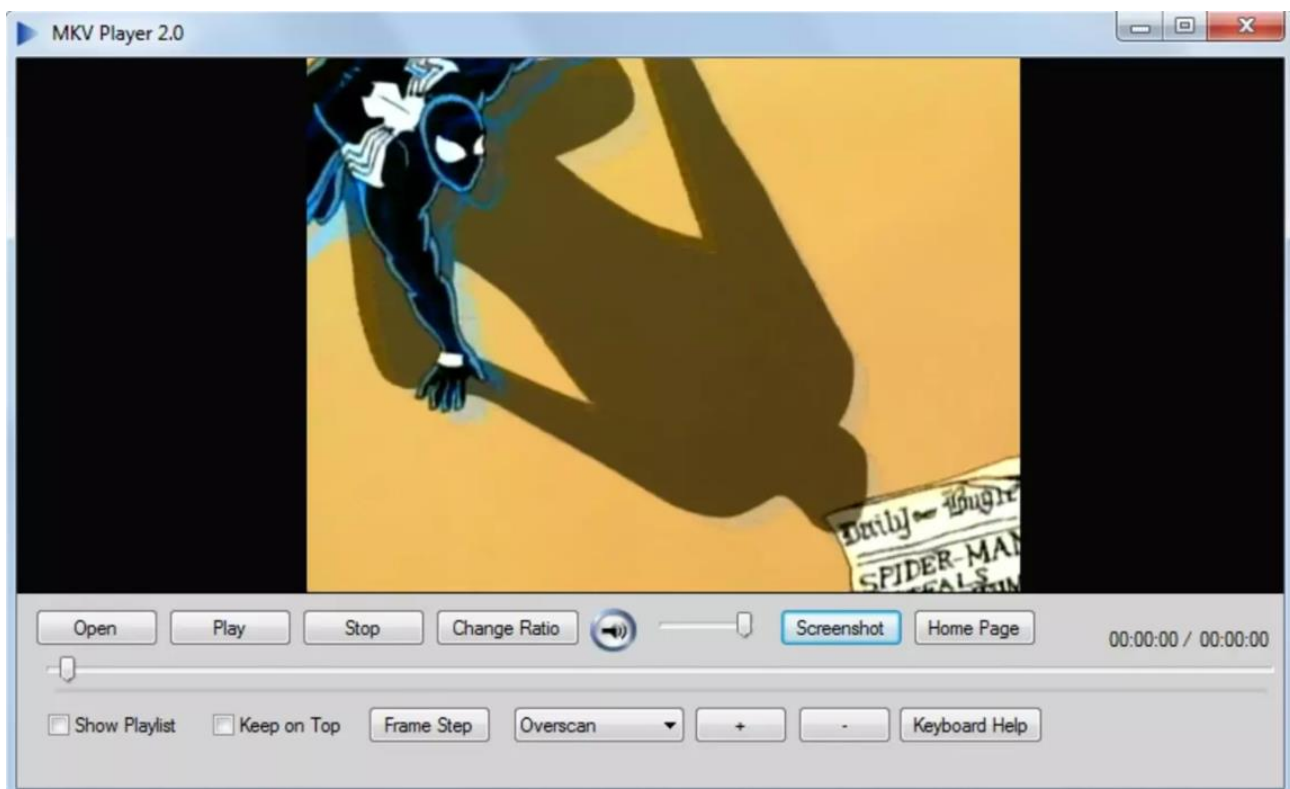 MKV Player 2.0
Daily Bugle
SPIDER-MAN
Open Play Stop Change Ratio Screenshot Home Page 00:00:00 / 00:00:00
Show Playlist Keep on Top Frame Step Overscan + - Keyboard Help